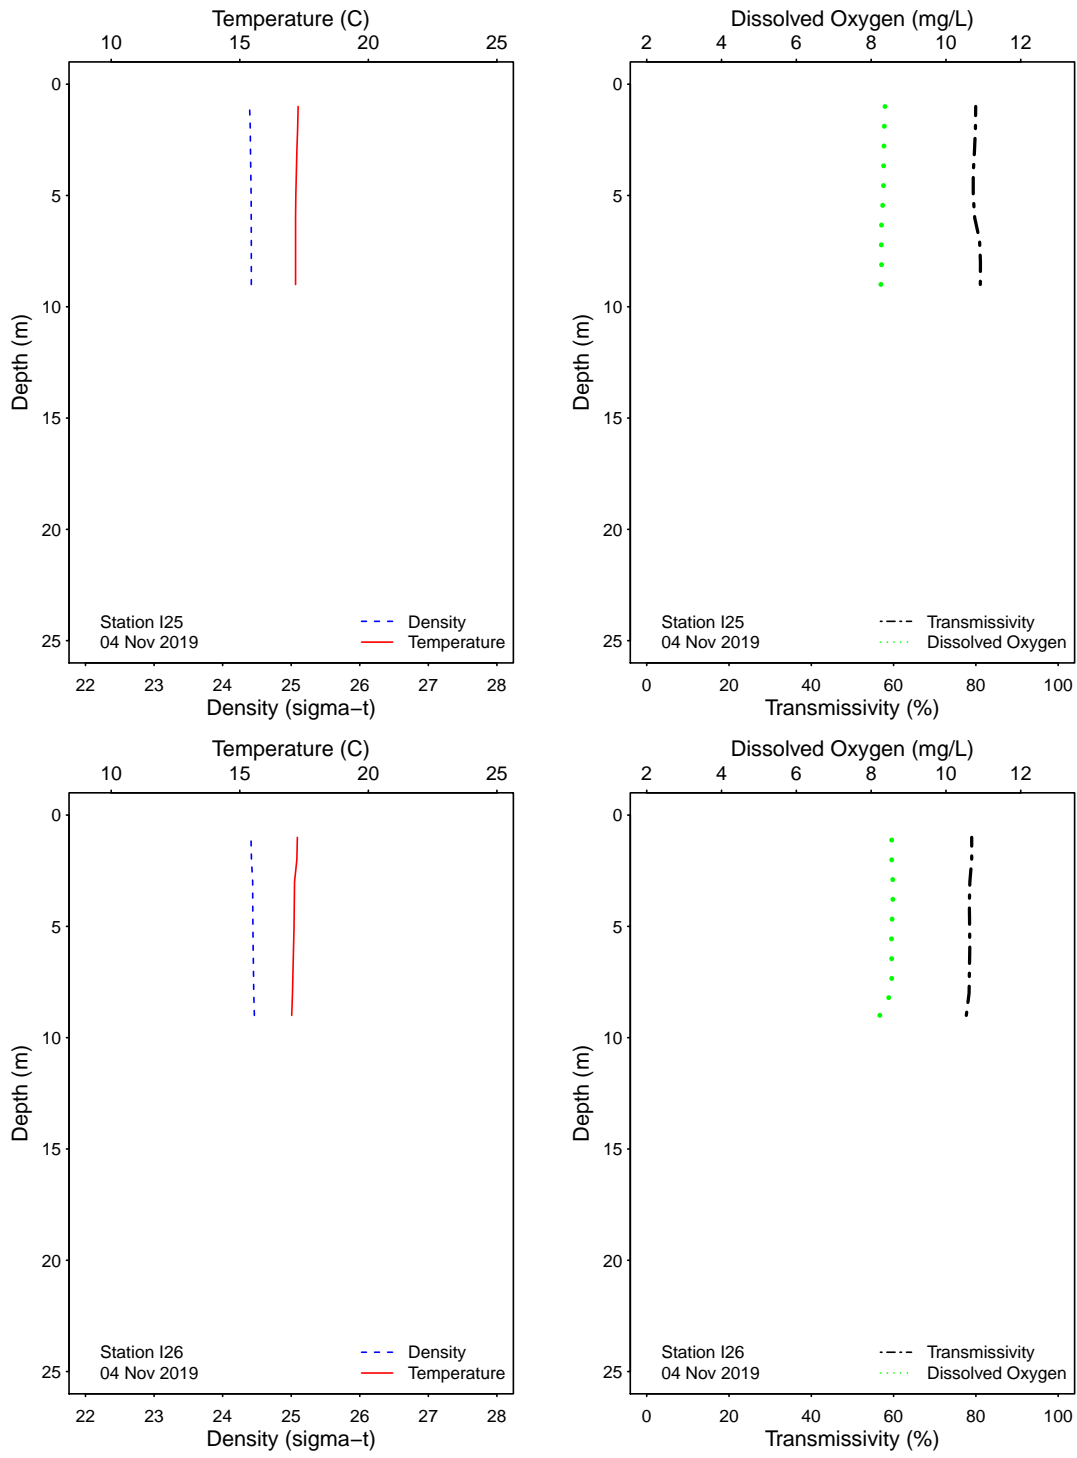 Temperature (C)
10 15 20 25
0
5
10
15
20
25
Depth (m)
Station I25
04 Nov 2019
Density
Temperature
22 23 24 25 26 27 28
Density (sigma−t)
Dissolved Oxygen (mg/L)
2 4 6 8 10 12
0
5
10
15
20
25
Depth (m)
Station I25
04 Nov 2019
Transmissivity
Dissolved Oxygen
0 20 40 60 80 100
Transmissivity (%)
Temperature (C)
10 15 20 25
0
5
10
15
20
25
Depth (m)
Station I26
04 Nov 2019
Density
Temperature
22 23 24 25 26 27 28
Density (sigma−t)
Dissolved Oxygen (mg/L)
2 4 6 8 10 12
0
5
10
15
20
25
Depth (m)
Station I26
04 Nov 2019
Transmissivity
Dissolved Oxygen
0 20 40 60 80 100
Transmissivity (%)